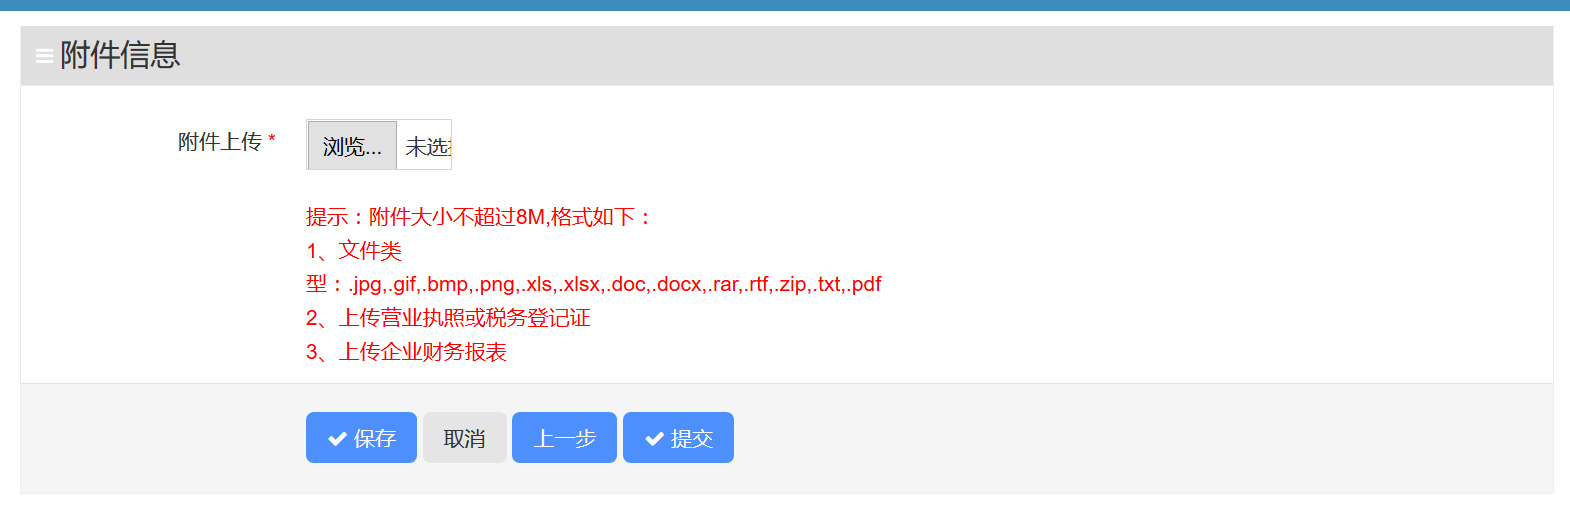 附件信息
附件上传 *
浏览... 未选
提示：附件大小不超过8M,格式如下：
1、文件类
型：.jpg,.gif,.bmp,.png,.xls,.xlsx,.doc,.docx,.rar,.rtf,.zip,.txt,.pdf
2、上传营业执照或税务登记证
3、上传企业财务报表
保存 取消 上一步 提交